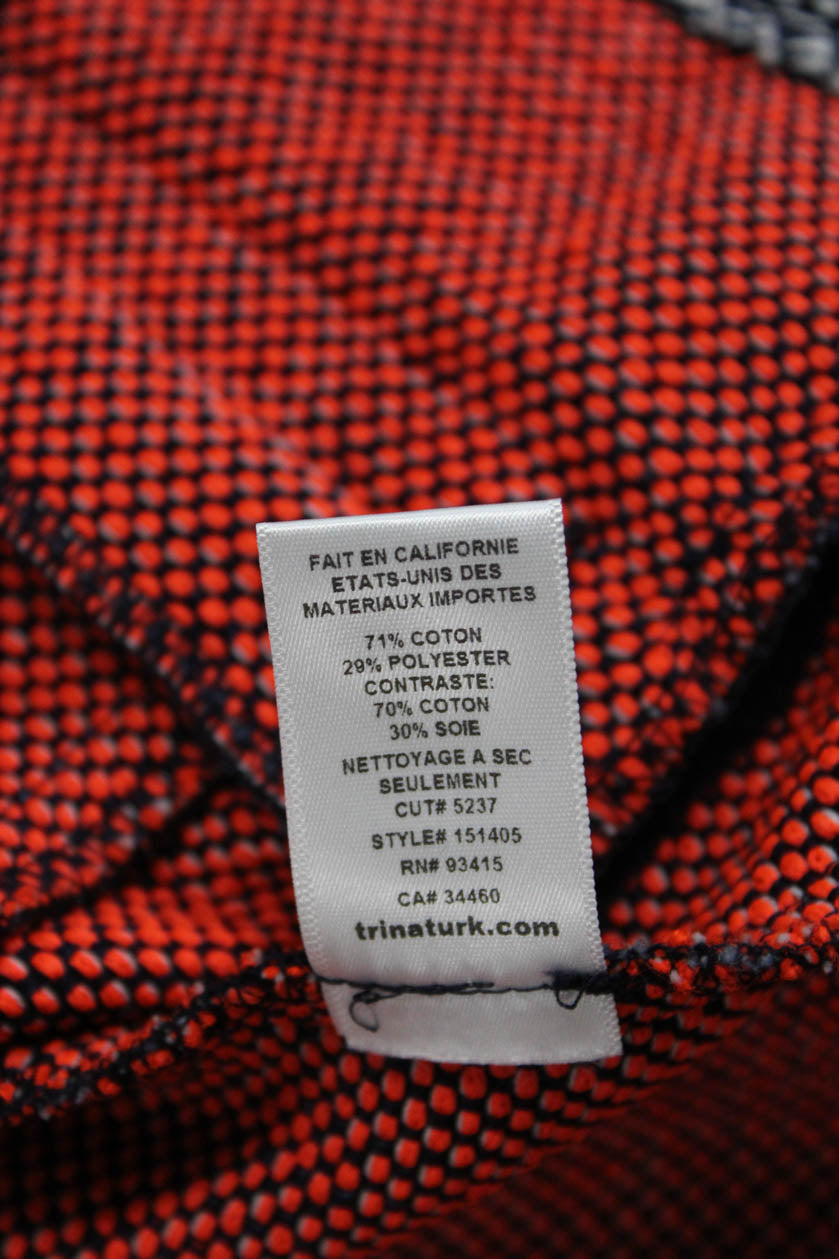 FAIT EN CALIFORNIE
ETATS-UNIS DES
MATERIAUX IMPORTES
71% COTON
29% POLYESTER
CONTRASTE:
70% COTON
30% SOIE
NETTOYAGE A SEC
SEULEMENT
CUT# 5237
STYLE# 151405
RN# 93415
CA# 34460
trinaturk.com